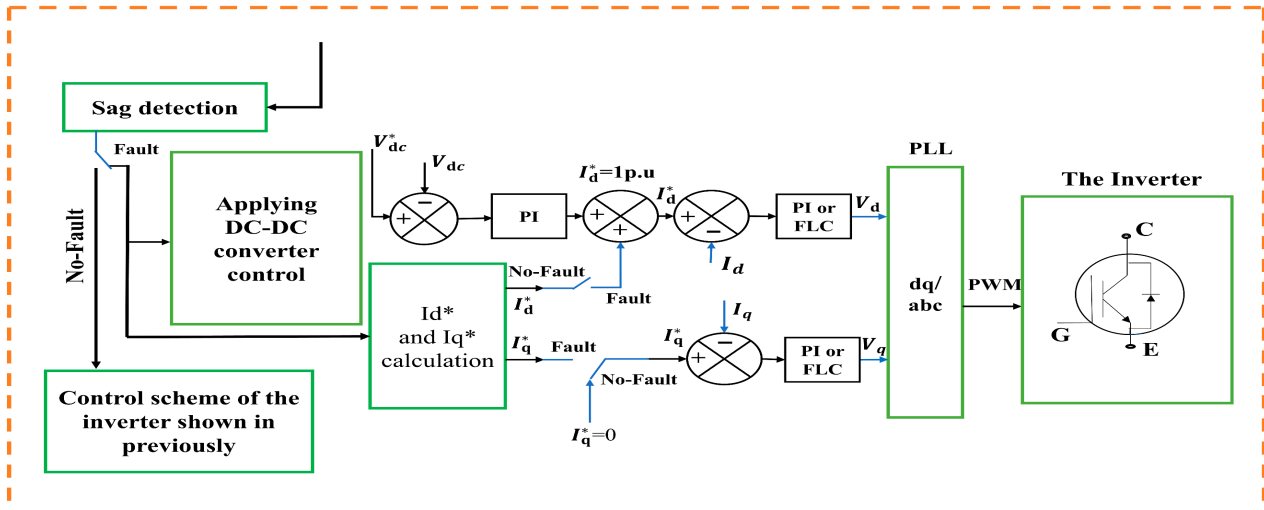 Sag detection
Fault
No-Fault
Applying
DC-DC
converter
control
Control scheme of the
inverter shown in
previously
V*dc
Vdc
+
−
PI
I*d=1p.u
+
+
I*d
+
−
Id
PI or
FLC
Vd
Id*
and Iq*
calculation
No-Fault
I*d
Fault
I*q
Fault
No-Fault
I*q=0
I*q
Iq
+
−
PI or
FLC
Vq
PLL
dq/
abc
PWM
The Inverter
C
G
E